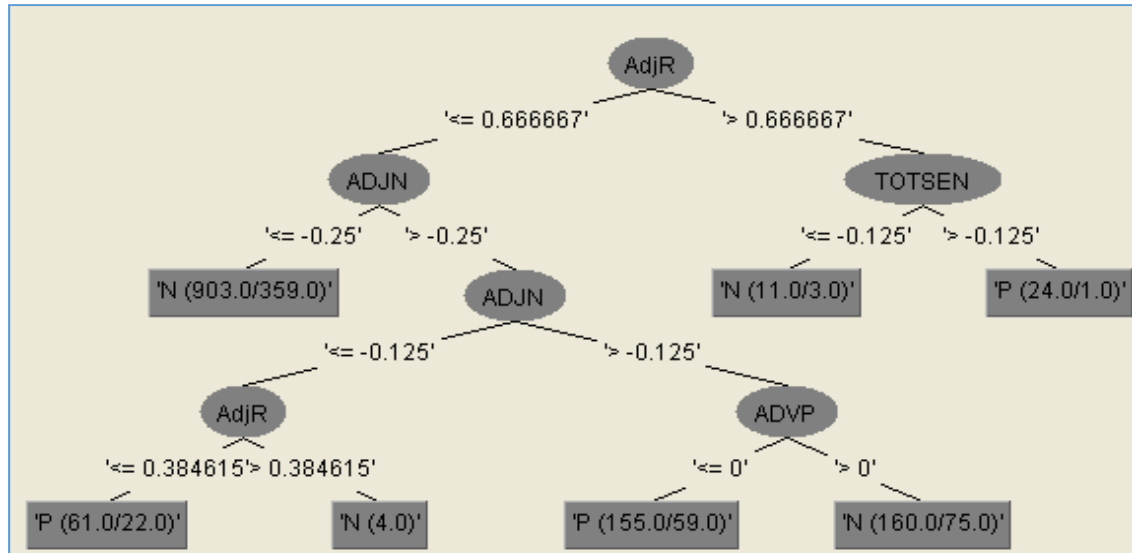 AdjR
'<= 0.666667' '> 0.666667'
ADJN TOTSEN
'<= -0.25' '> -0.25' '<= -0.125' '> -0.125'
'N (903.0/359.0)' ADJN 'N (11.0/3.0)' 'P (24.0/1.0)'
'<= -0.125' '> -0.125'
AdjR ADVP
'<= 0.384615' '> 0.384615' '<= 0' '> 0'
'P (61.0/22.0)' 'N (4.0)' 'P (155.0/59.0)' 'N (160.0/75.0)'